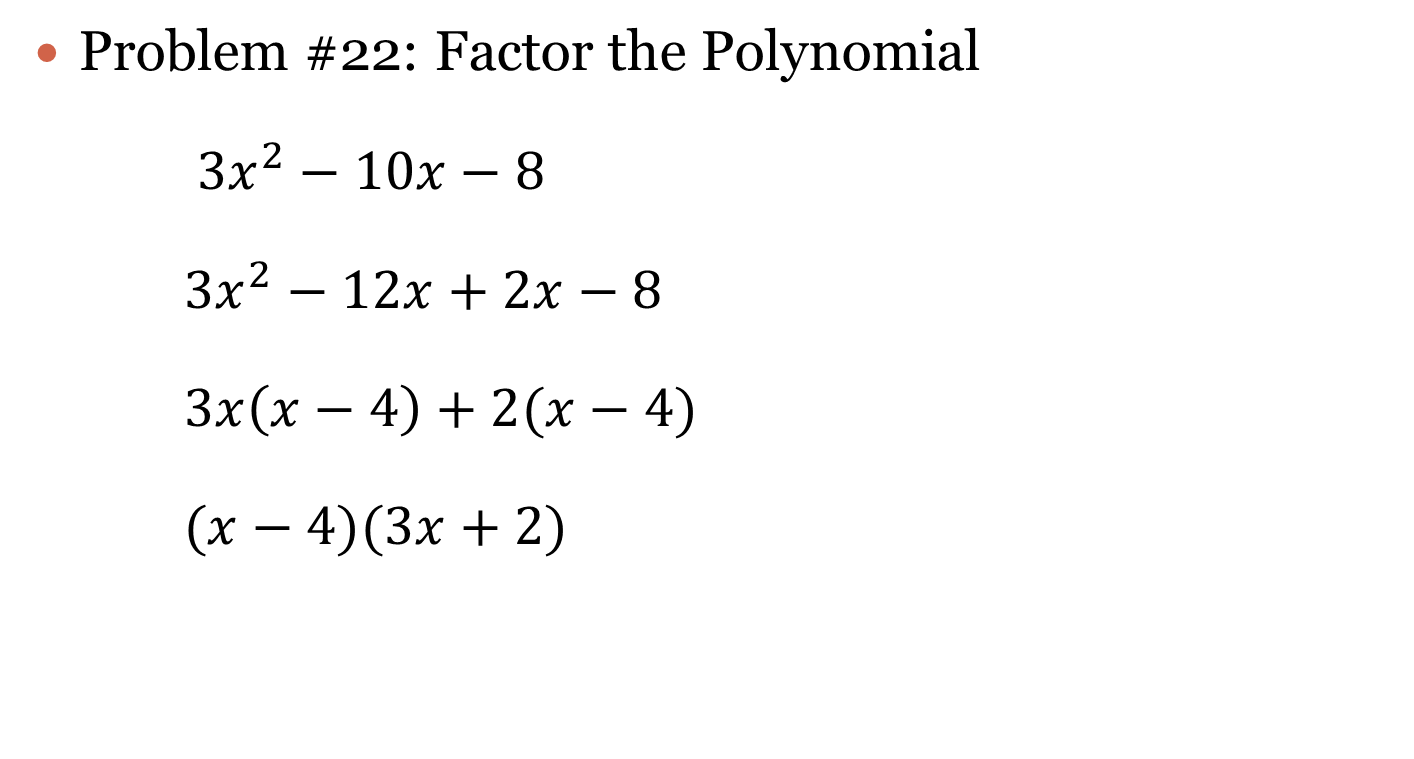 • Problem #22: Factor the Polynomial
3x² − 10x − 8
3x² − 12x + 2x − 8
3x(x − 4) + 2(x − 4)
(x − 4)(3x + 2)